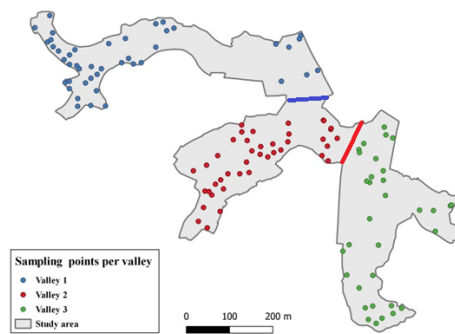 Sampling points per valley
Valley 1
Valley 2
Valley 3
Study area
0 100 200 m